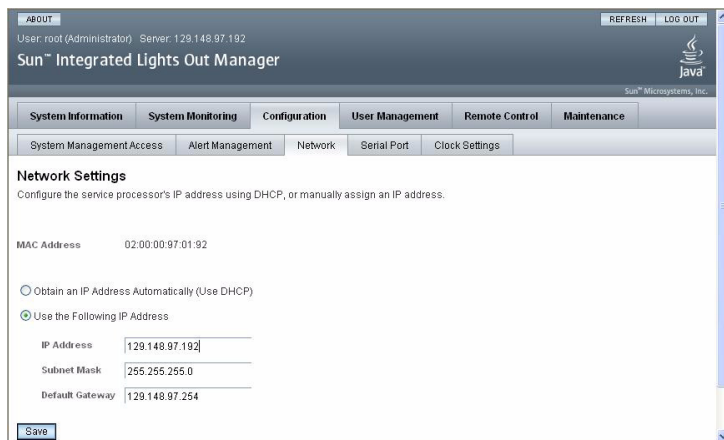 ABOUT
REFRESH LOG OUT
User: root (Administrator) Server: 129.148.97.192
Sun™ Integrated Lights Out Manager
Java™
Sun™ Microsystems, Inc.
System Information System Monitoring Configuration User Management Remote Control Maintenance
System Management Access Alert Management Network Serial Port Clock Settings
Network Settings
Configure the service processor's IP address using DHCP, or manually assign an IP address.
MAC Address 02:00:00:97:01:92
Obtain an IP Address Automatically (Use DHCP)
Use the Following IP Address
IP Address 129.148.97.192
Subnet Mask 255.255.255.0
Default Gateway 129.148.97.254
Save